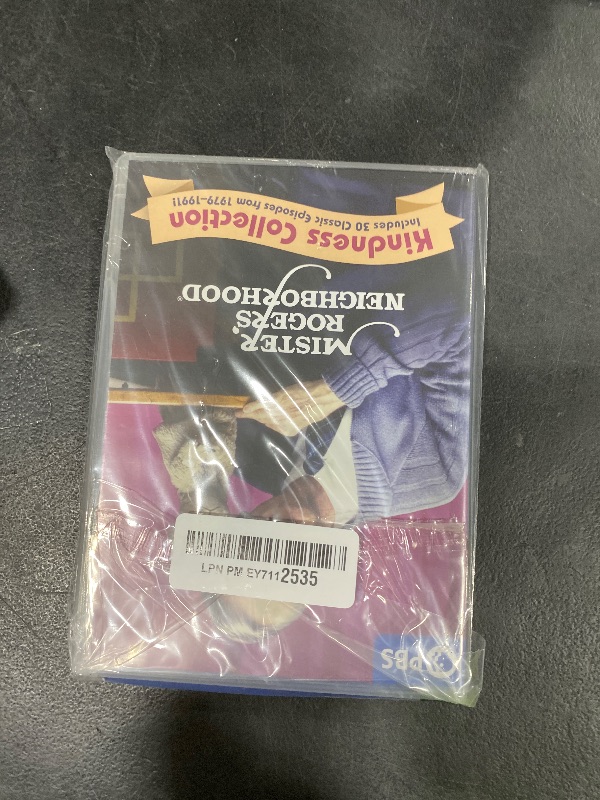 PBS
MISTER
ROGERS'
NEIGHBORHOOD®
Kindness Collection
Includes 30 Classic Episodes from 1979-1991!
LPN PM EY7112535